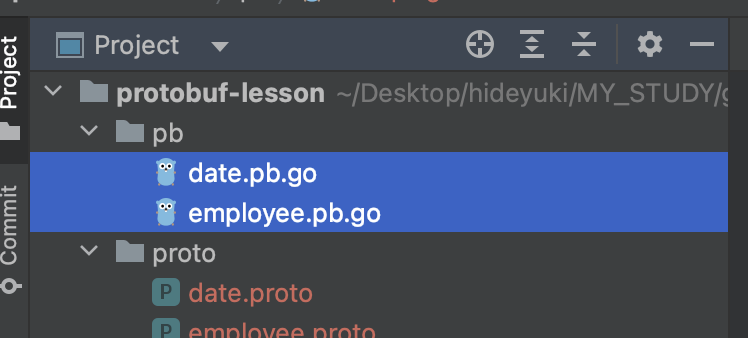 Project
protobuf-lesson ~/Desktop/hideyuki/MY_STUDY/g
pb
date.pb.go
employee.pb.go
proto
P date.proto
P employee.proto
Project
Commit